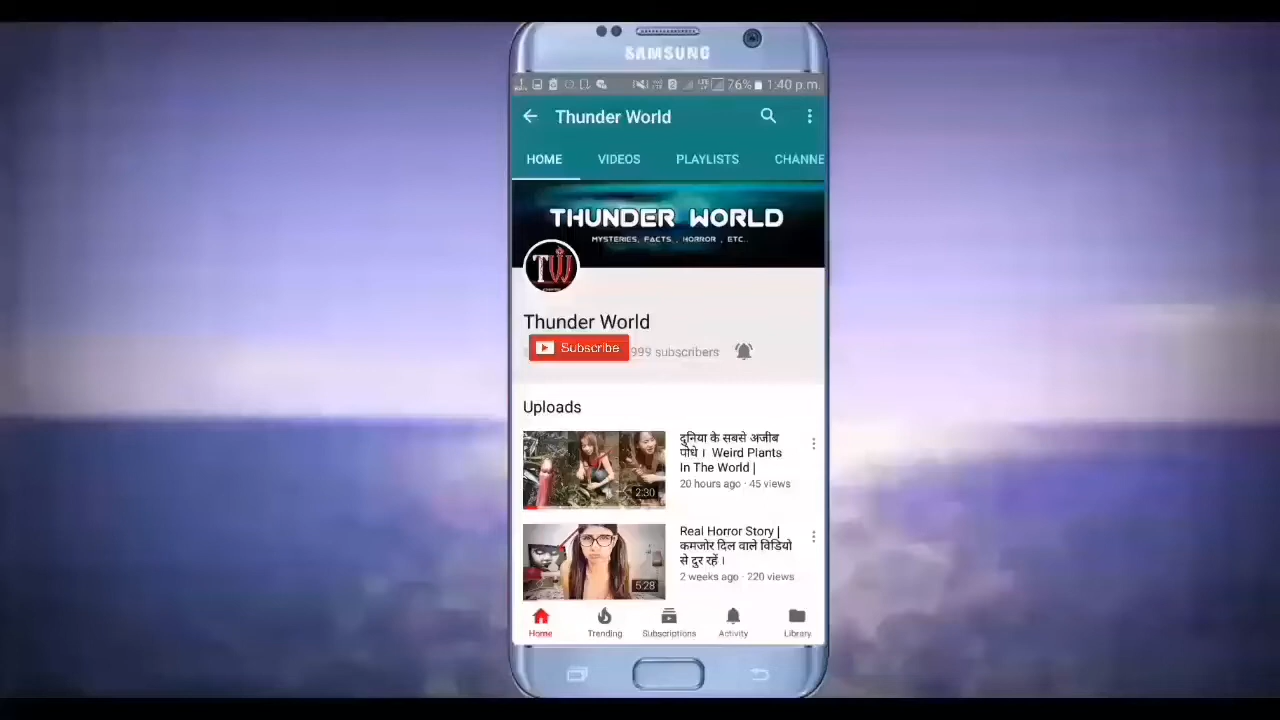 SAMSUNG
76% 1:40 p.m.
Thunder World
HOME VIDEOS PLAYLISTS CHANNE
THUNDER WORLD
MYSTERIES, FACTS, , HORROR , ETC..
TW
Thunder World
Subscribe 999 subscribers
Uploads
दुनिया के सबसे अजीब
पोधे । Weird Plants
In The World |
20 hours ago · 45 views
2:30
Real Horror Story |
कमजोर दिल वाले विडियो
से दुर रहें ।
2 weeks ago · 220 views
5:28
Home Trending Subscriptions Activity Library